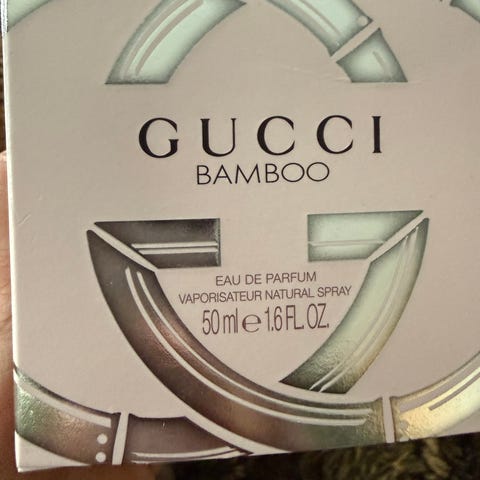 GUCCI
BAMBOO
EAU DE PARFUM
VAPORISATEUR NATURAL SPRAY
50 ml e 1.6 FL. OZ.